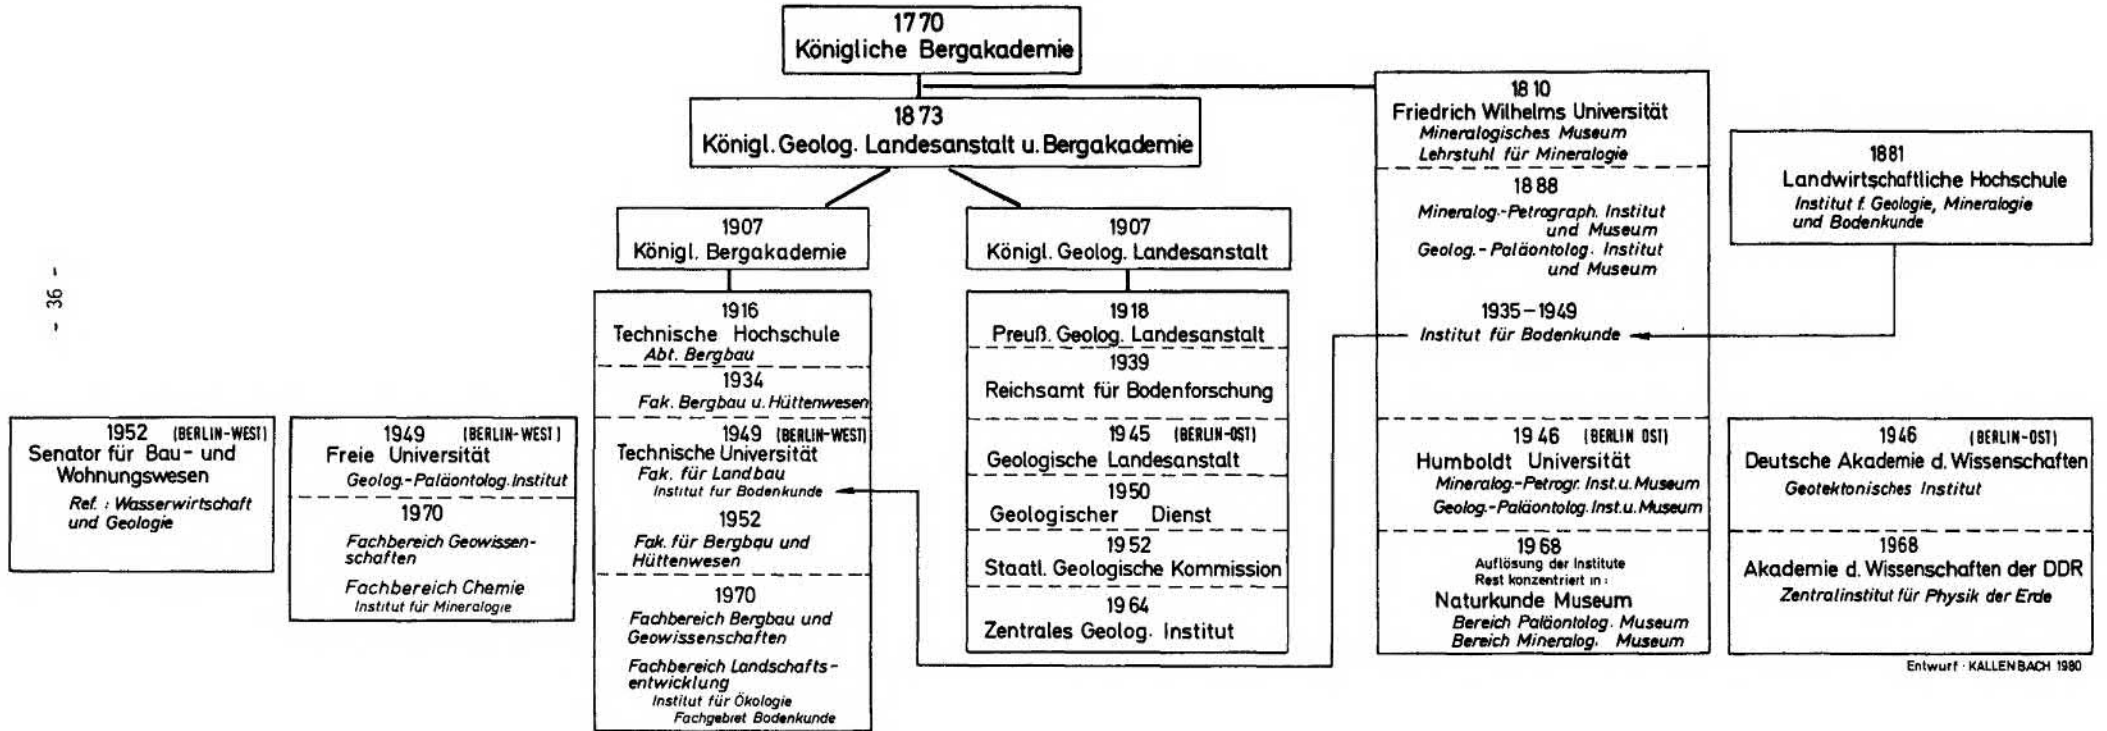 1770
Königliche Bergakademie
1873
Königl. Geolog. Landesanstalt u. Bergakademie
1907
Königl. Bergakademie
1907
Königl. Geolog. Landesanstalt
1810
Friedrich Wilhelms Universität
Mineralogisches Museum
Lehrstuhl für Mineralogie
1888
Mineralog.-Petrograph. Institut
und Museum
Geolog.-Paläontolog. Institut
und Museum
1935-1949
Institut für Bodenkunde
1881
Landwirtschaftliche Hochschule
Institut f. Geologie, Mineralogie
und Bodenkunde
- 36 -
1952 (BERLIN-WEST)
Senator für Bau- und
Wohnungswesen
Ref. : Wasserwirtschaft
und Geologie
1949 (BERLIN-WEST)
Freie Universität
Geolog.-Paläontolog. Institut
1970
Fachbereich Geowissen-
schaften
Fachbereich Chemie
Institut für Mineralogie
1916
Technische Hochschule
Abt. Bergbau
1934
Fak. Bergbau u. Hüttenwesen
1949 (BERLIN-WEST)
Technische Universität
Fak. für Landbau
Institut für Bodenkunde
1952
Fak. für Bergbau und
Hüttenwesen
1970
Fachbereich Bergbau und
Geowissenschaften
Fachbereich Landschafts-
entwicklung
Institut für Ökologie
Fachgebiet Bodenkunde
1918
Preuß. Geolog. Landesanstalt
1939
Reichsamt für Bodenforschung
1945 (BERLIN-OST)
Geologische Landesanstalt
1950
Geologischer Dienst
1952
Staatl. Geologische Kommission
1964
Zentrales Geolog. Institut
1946 (BERLIN OST)
Humboldt Universität
Mineralog.-Petrogr. Inst. u. Museum
Geolog.-Paläontolog. Inst. u. Museum
1968
Auflösung der Institute
Rest konzentriert in :
Naturkunde Museum
Bereich Paläontolog. Museum
Bereich Mineralog. Museum
1946 (BERLIN-OST)
Deutsche Akademie d. Wissenschaften
Geotektonisches Institut
1968
Akademie d. Wissenschaften der DDR
Zentralinstitut für Physik der Erde
Entwurf : KALLENBACH 1980